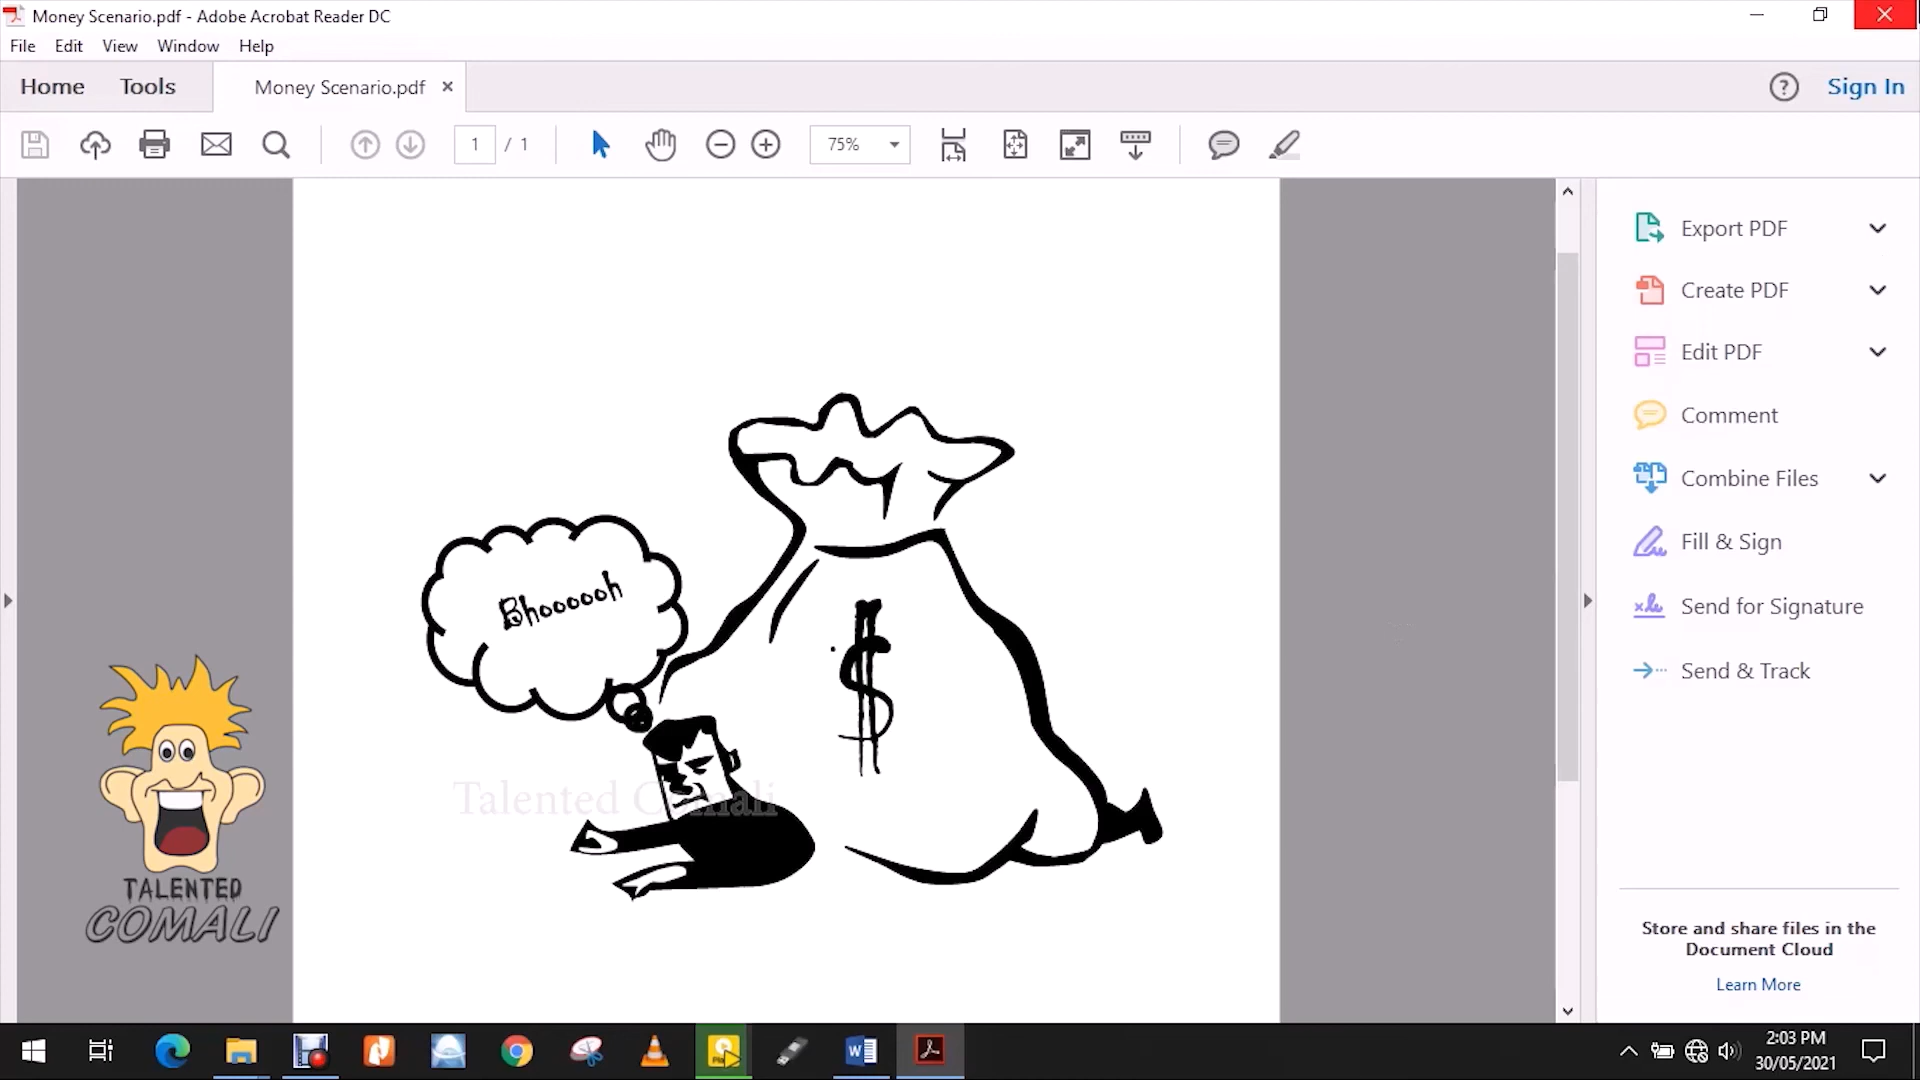 Money Scenario.pdf - Adobe Acrobat Reader DC
File Edit View Window Help
Home Tools Money Scenario.pdf × Sign In
1 / 1 75%
Export PDF
Create PDF
Edit PDF
Comment
Combine Files
Fill & Sign
Send for Signature
Send & Track
Bhoooooh
$
Talented Comali
TALENTED
COMALI
Store and share files in the
Document Cloud
Learn More
2:03 PM
30/05/2021